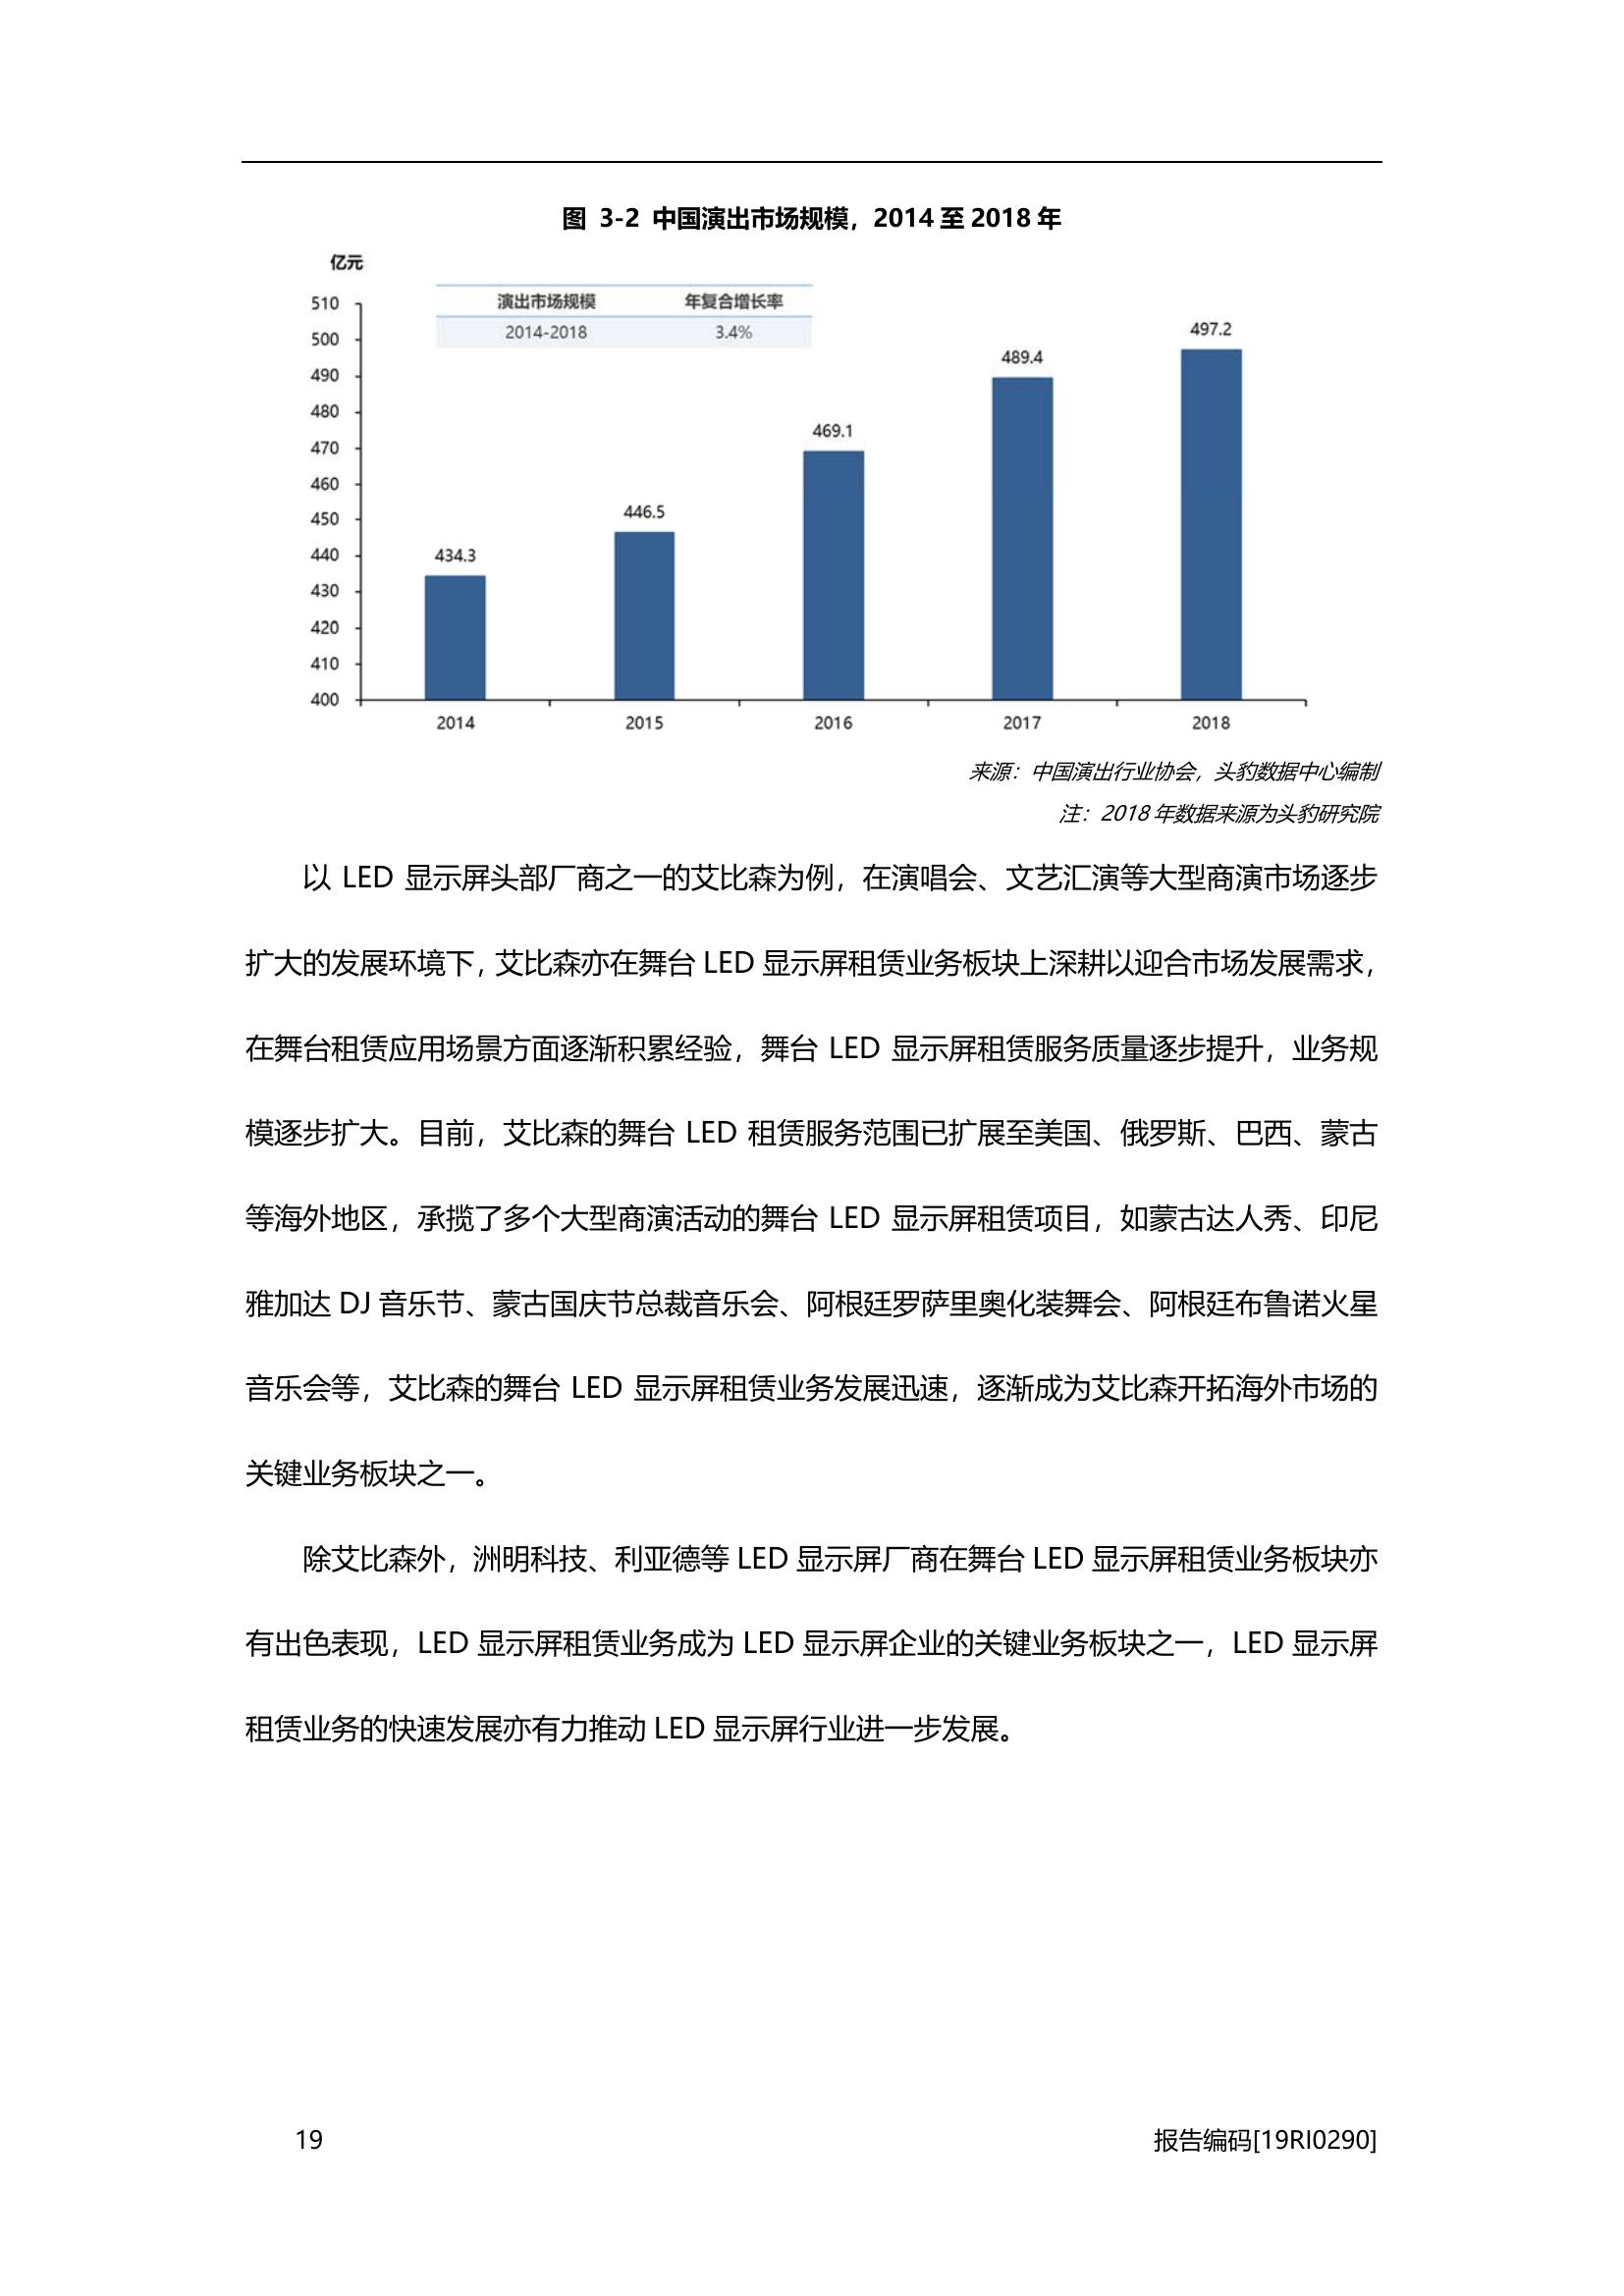 图 3-2 中国演出市场规模，2014 至 2018 年
亿元
演出市场规模 年复合增长率
2014-2018 3.4%
510
500
490
480
470
460
450
440
430
420
410
400
434.3
446.5
469.1
489.4
497.2
2014 2015 2016 2017 2018
来源：中国演出行业协会，头豹数据中心编制
注：2018 年数据来源为头豹研究院
以 LED 显示屏头部厂商之一的艾比森为例，在演唱会、文艺汇演等大型商演市场逐步
扩大的发展环境下，艾比森亦在舞台 LED 显示屏租赁业务板块上深耕以迎合市场发展需求，
在舞台租赁应用场景方面逐渐积累经验，舞台 LED 显示屏租赁服务质量逐步提升，业务规
模逐步扩大。目前，艾比森的舞台 LED 租赁服务范围已扩展至美国、俄罗斯、巴西、蒙古
等海外地区，承揽了多个大型商演活动的舞台 LED 显示屏租赁项目，如蒙古达人秀、印尼
雅加达 DJ 音乐节、蒙古国庆节总裁音乐会、阿根廷罗萨里奥化装舞会、阿根廷布鲁诺火星
音乐会等，艾比森的舞台 LED 显示屏租赁业务发展迅速，逐渐成为艾比森开拓海外市场的
关键业务板块之一。
除艾比森外，洲明科技、利亚德等 LED 显示屏厂商在舞台 LED 显示屏租赁业务板块亦
有出色表现，LED 显示屏租赁业务成为 LED 显示屏企业的关键业务板块之一，LED 显示屏
租赁业务的快速发展亦有力推动 LED 显示屏行业进一步发展。
19 报告编码[19RI0290]